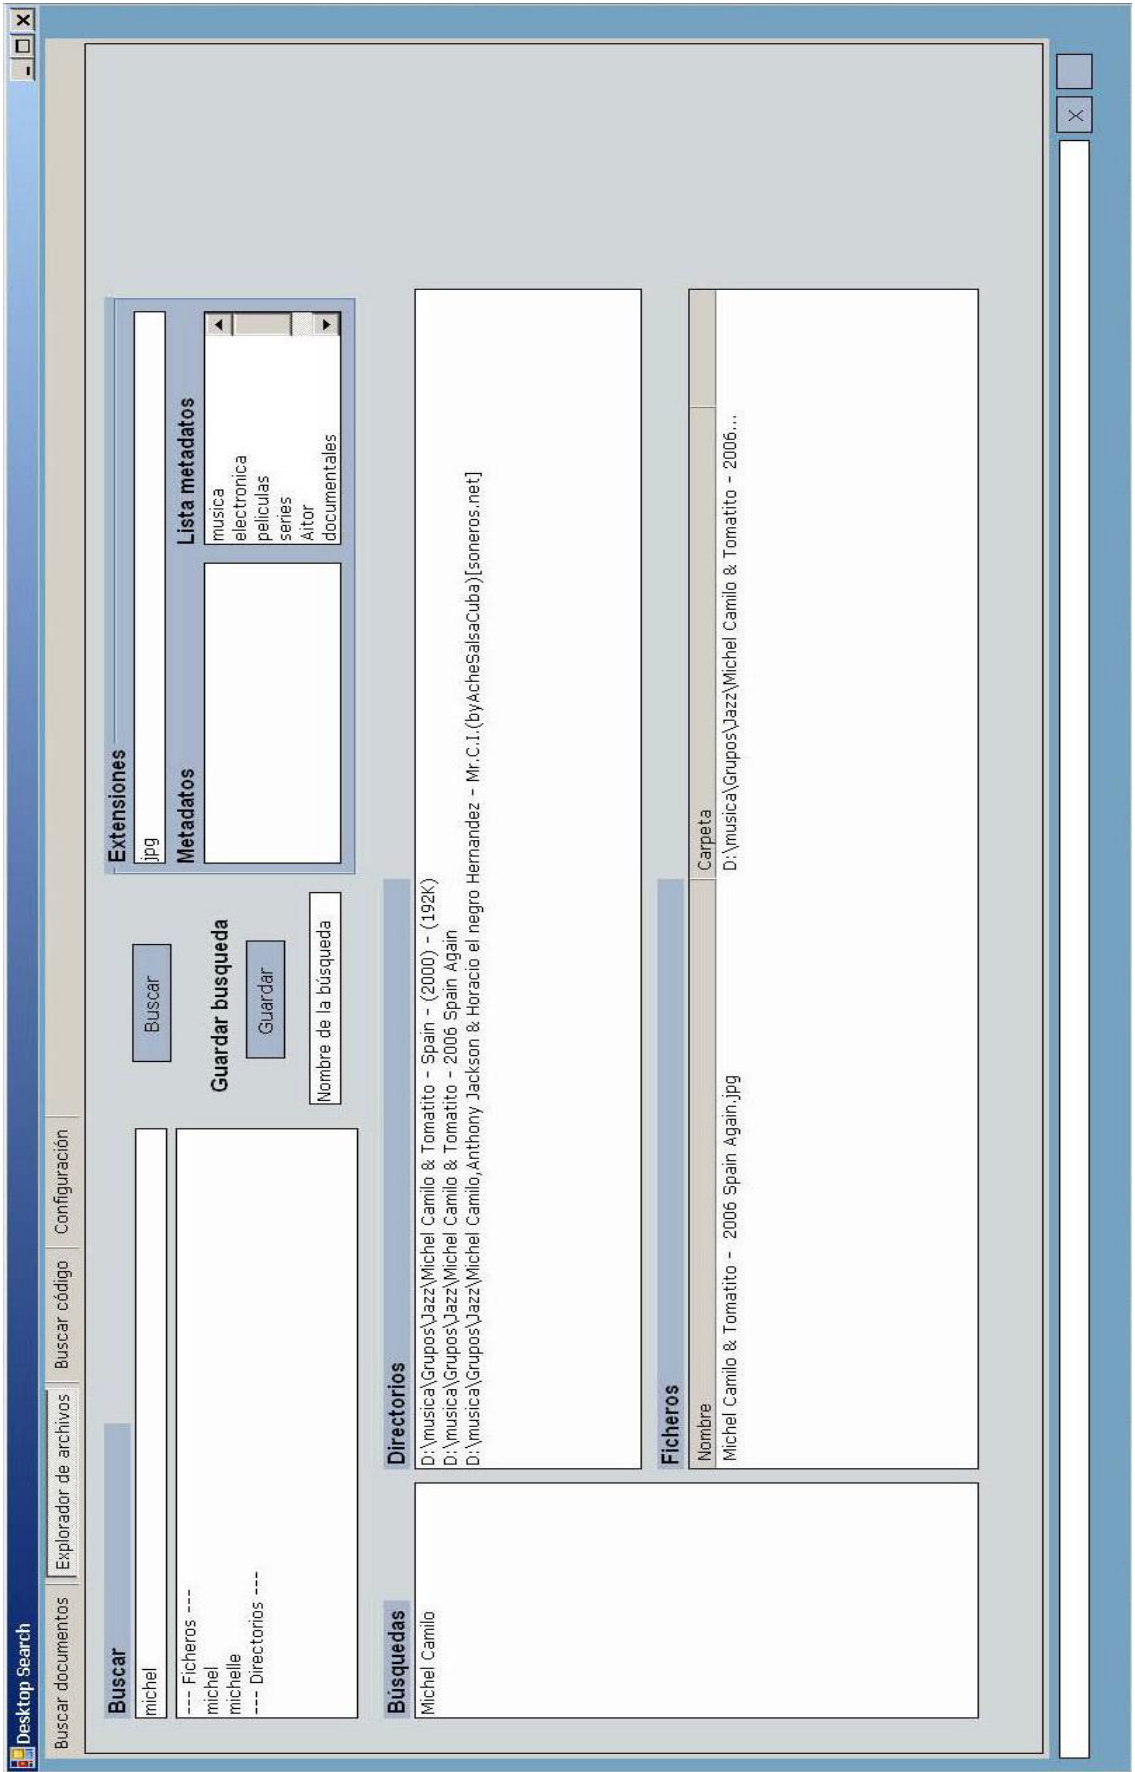 Desktop Search
Buscar documentos
Explorador de archivos
Buscar código
Configuración
Buscar
michel
--- Ficheros ---
michel
michelle
--- Directorios ---
Buscar
Guardar busqueda
Guardar
Nombre de la búsqueda
Extensiones
jpg
Metadatos
Lista metadatos
musica
electronica
peliculas
series
Aitor
documentales
Búsquedas
Michel Camilo
Directorios
D:\musica\Grupos\Jazz\Michel Camilo & Tomatito - Spain - (2000) - (192K)
D:\musica\Grupos\Jazz\Michel Camilo & Tomatito - 2006 Spain Again
D:\musica\Grupos\Jazz\Michel Camilo,Anthony Jackson & Horacio el negro Hernandez - Mr.C.I.(byAcheSalsaCuba)[soneros.net]
Ficheros
Nombre
Carpeta
Michel Camilo & Tomatito - 2006 Spain Again.jpg
D:\musica\Grupos\Jazz\Michel Camilo & Tomatito - 2006...
X